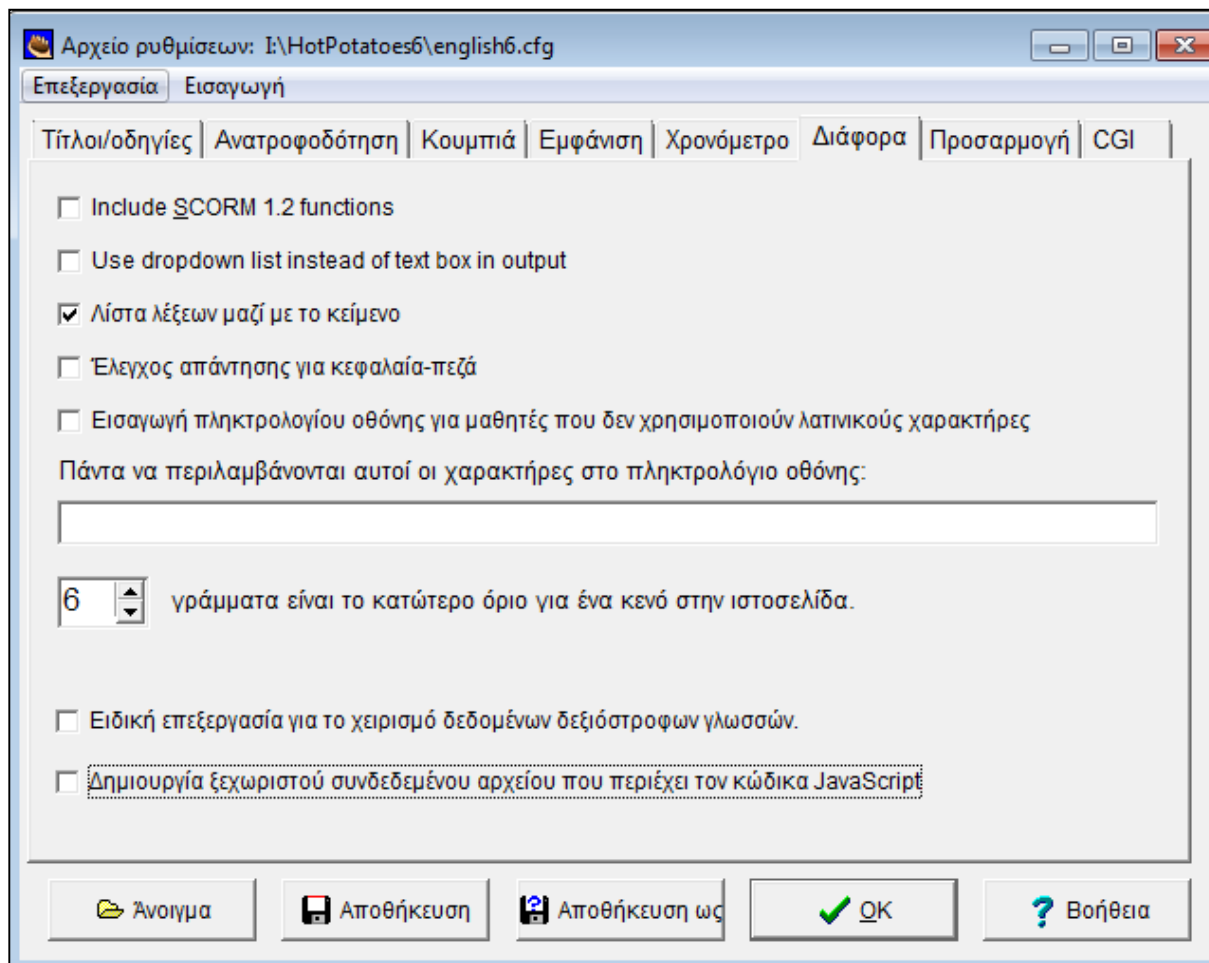 Αρχείο ρυθμίσεων: I:\HotPotatoes6\english6.cfg
Επεξεργασία Εισαγωγή
Τίτλοι/οδηγίες Ανατροφοδότηση Κουμπιά Εμφάνιση Χρονόμετρο Διάφορα Προσαρμογή CGI
Include SCORM 1.2 functions
Use dropdown list instead of text box in output
Λίστα λέξεων μαζί με το κείμενο
Έλεγχος απάντησης για κεφαλαία-πεζά
Εισαγωγή πληκτρολογίου οθόνης για μαθητές που δεν χρησιμοποιούν λατινικούς χαρακτήρες
Πάντα να περιλαμβάνονται αυτοί οι χαρακτήρες στο πληκτρολόγιο οθόνης:
6 γράμματα είναι το κατώτερο όριο για ένα κενό στην ιστοσελίδα.
Ειδική επεξεργασία για το χειρισμό δεδομένων δεξιόστροφων γλωσσών.
Δημιουργία ξεχωριστού συνδεδεμένου αρχείου που περιέχει τον κώδικα JavaScript
Άνοιγμα Αποθήκευση Αποθήκευση ως OK Βοήθεια